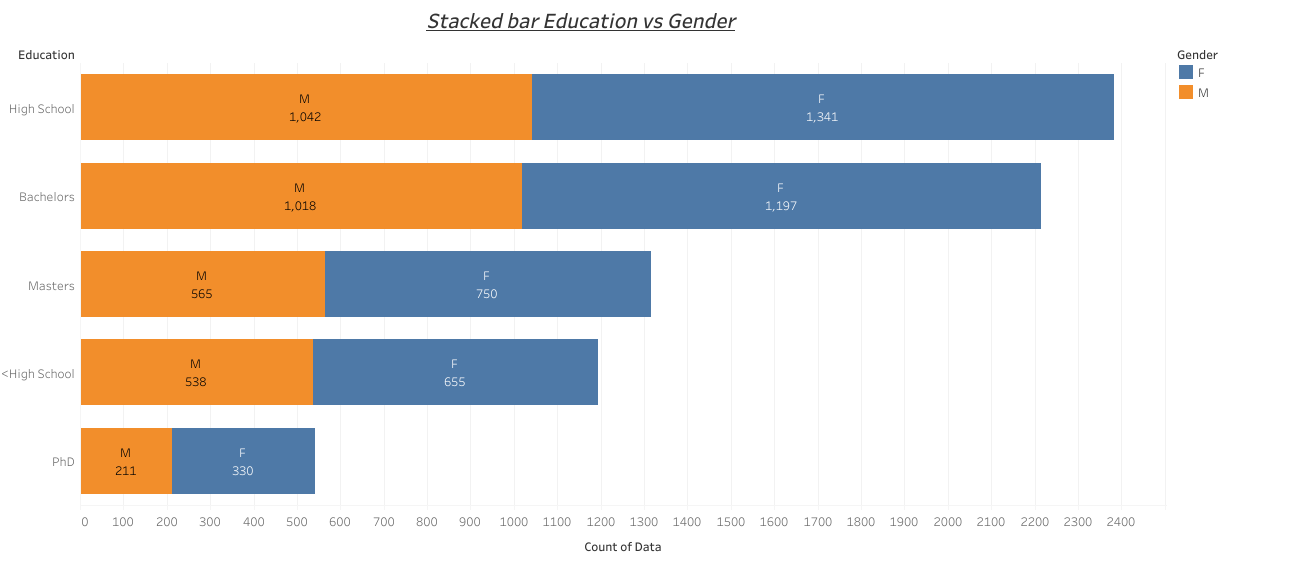 Stacked bar Education vs Gender
Education
Gender
F
M
High School
M
1,042
F
1,341
Bachelors
M
1,018
F
1,197
Masters
M
565
F
750
<High School
M
538
F
655
PhD
M
211
F
330
0 100 200 300 400 500 600 700 800 900 1000 1100 1200 1300 1400 1500 1600 1700 1800 1900 2000 2100 2200 2300 2400
Count of Data